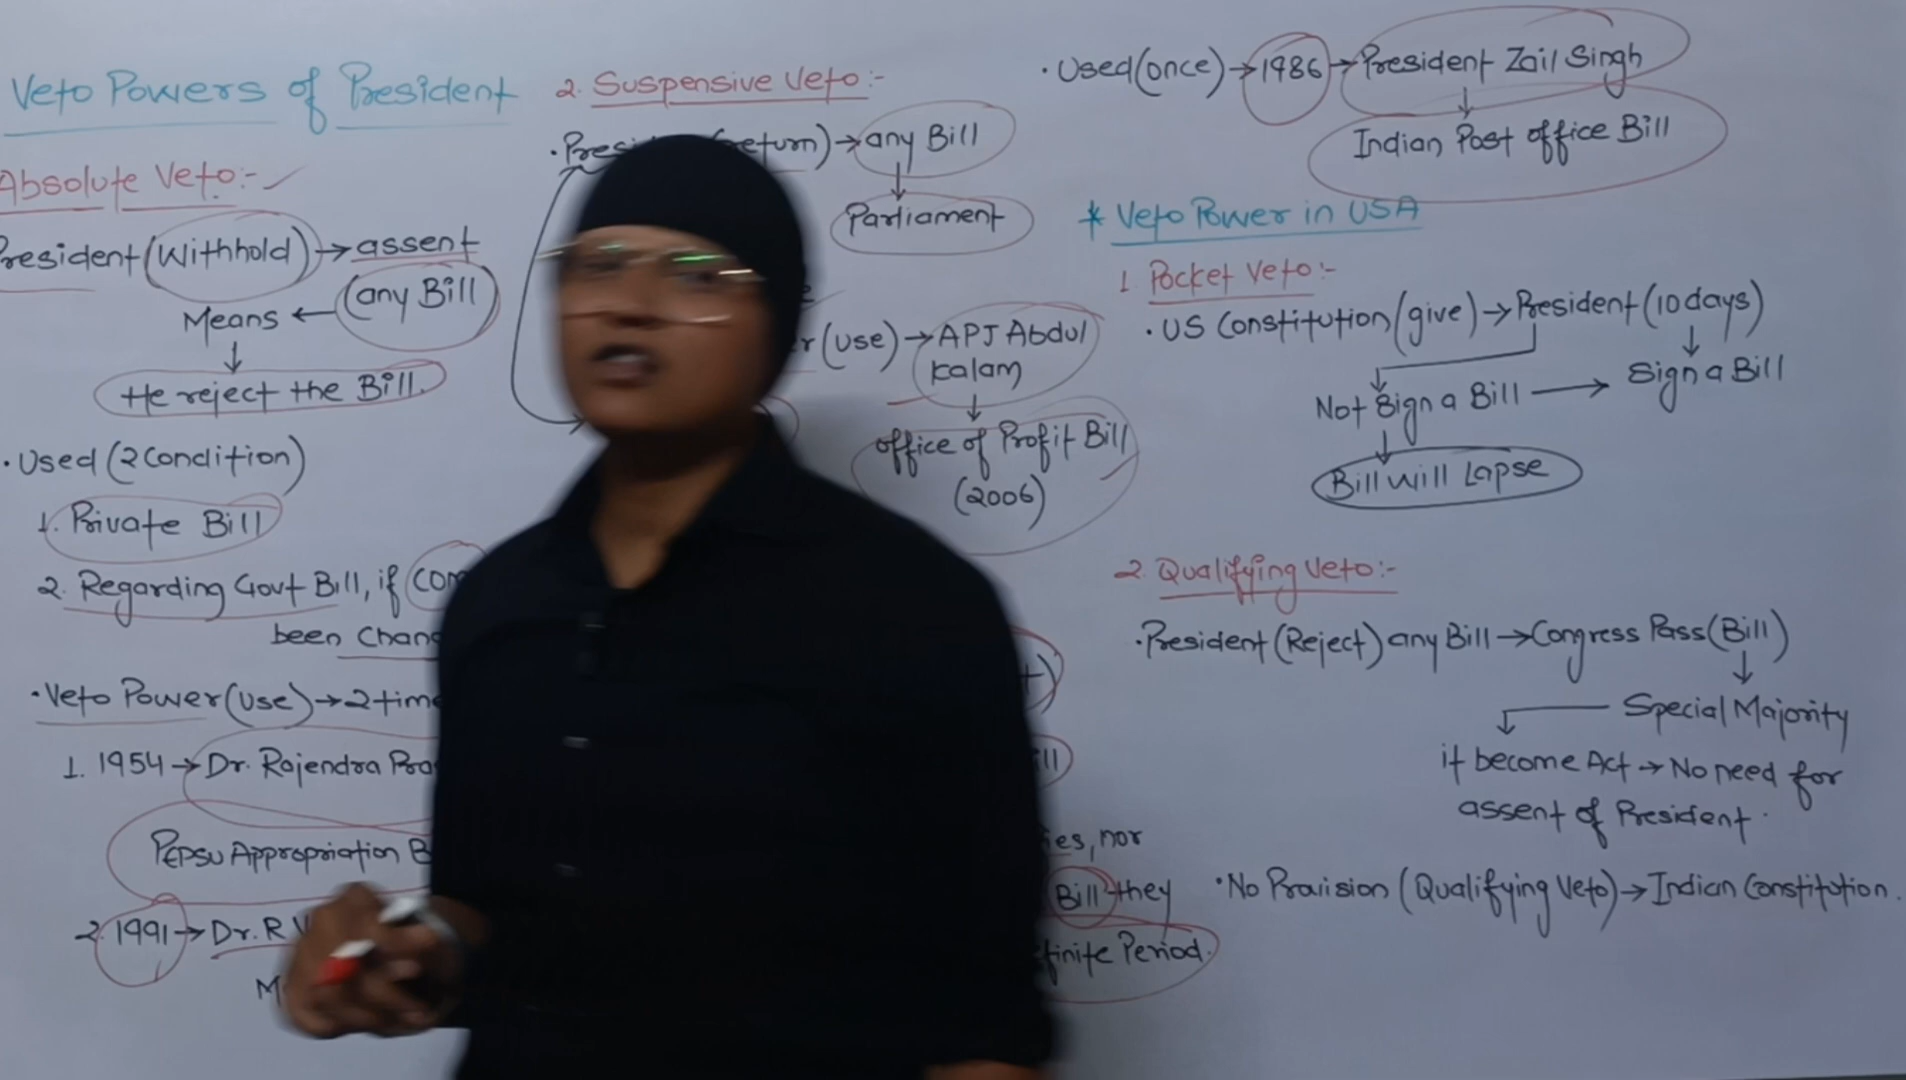 Veto Powers of President
Absolute Veto:-
President (Withhold) → assent
(any Bill)
Means ←
↓
He reject the Bill.
• Used (2 Condition)
1. Private Bill
2. Regarding Govt Bill, if
been
• Veto Power (use) → 2
1. 1954 → Dr. Rajendra
PEPSU Appropriation
2. 1991 → Dr. R
2. Suspensive Veto:-
→ any Bill
↓
Parliament
(use) → APJ Abdul
Kalam
↓
office of Profit Bill
(2006)
nor
Bill they
Period.
• Used (once) → 1986 → President Zail Singh
↓
Indian Post office Bill
* Veto Power in USA
1. Pocket Veto:-
• US Constitution (give) → President (10 days)
↓
Not Sign a Bill → Sign a Bill
↓
Bill will Lapse
2. Qualifying Veto:-
• President (Reject) any Bill → Congress Pass (Bill)
↓
Special Majority
it become Act → No need for
assent of President.
• No Provision (Qualifying Veto) → Indian Constitution.